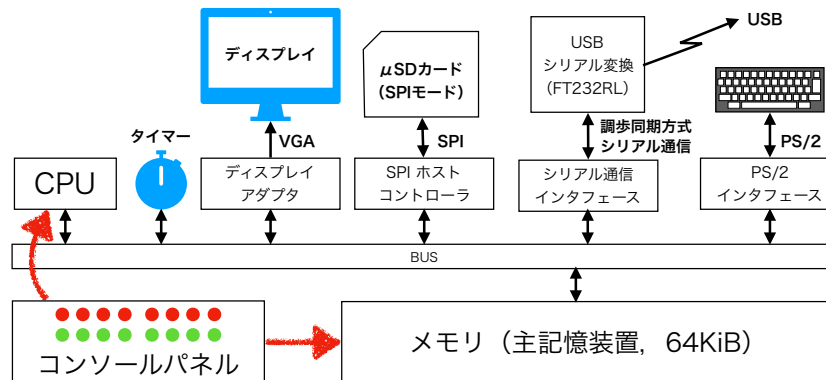 ディスプレイ
μSDカード
（SPIモード）
USB
シリアル変換
（FT232RL）
USB
タイマー
VGA
SPI
調歩同期方式
シリアル通信
PS/2
CPU
ディスプレイ
アダプタ
SPI ホスト
コントローラ
シリアル通信
インタフェース
PS/2
インタフェース
BUS
コンソールパネル
メモリ（主記憶装置，64KiB）